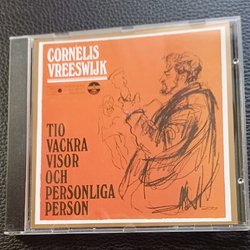 CORNELIS
VREESWIJK
TIO
VACKRA
VISOR
OCH
PERSONLIGA
PERSON